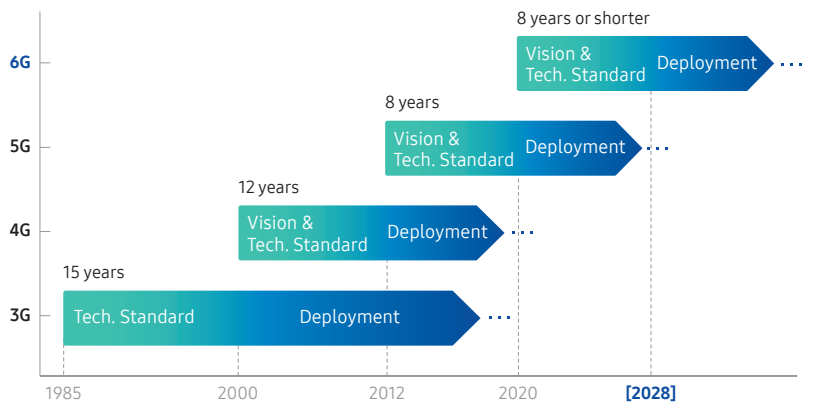 8 years or shorter
6G
Vision &
Tech. Standard
Deployment
8 years
5G
Vision &
Tech. Standard
Deployment
12 years
4G
Vision &
Tech. Standard
Deployment
15 years
3G
Tech. Standard
Deployment
1985
2000
2012
2020
[2028]